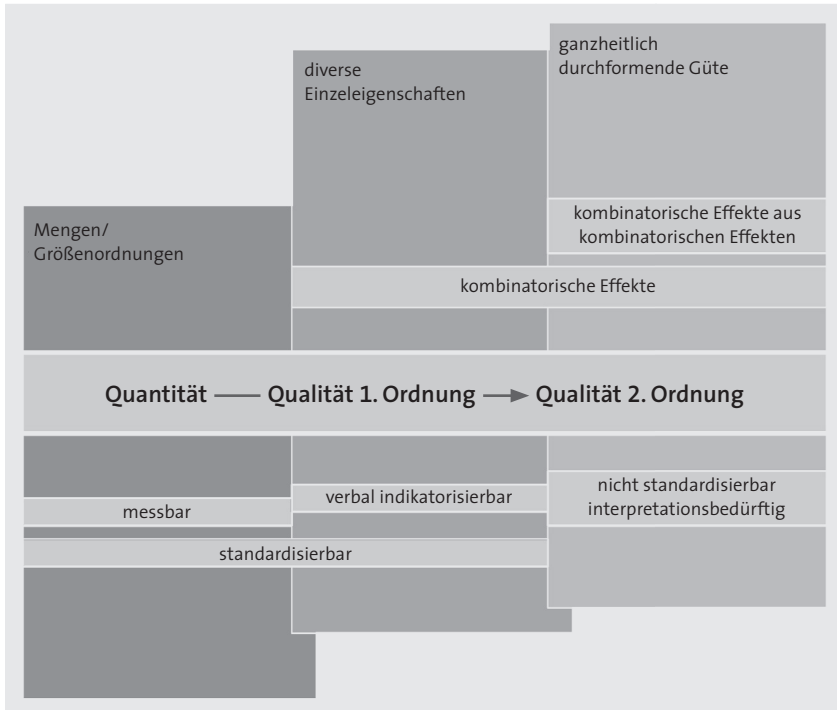 ganzheitlich
durchformende Güte
diverse
Einzeleigenschaften
kombinatorische Effekte aus
kombinatorischen Effekten
Mengen/
Größenordnungen
kombinatorische Effekte
Quantität Qualität 1. Ordnung Qualität 2. Ordnung
nicht standardisierbar
interpretationsbedürftig
verbal indikatorisierbar
messbar
standardisierbar